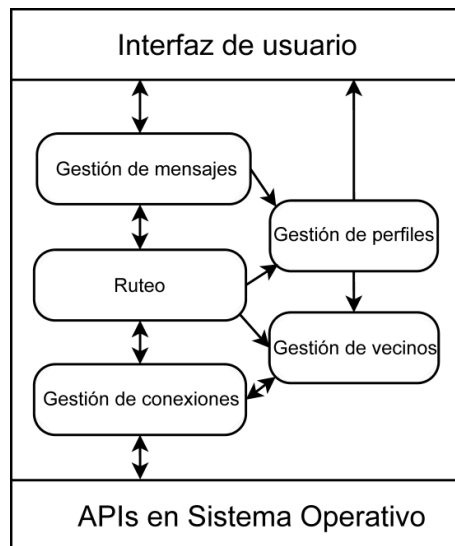 Interfaz de usuario
Gestión de mensajes
Gestión de perfiles
Ruteo
Gestión de vecinos
Gestión de conexiones
APIs en Sistema Operativo